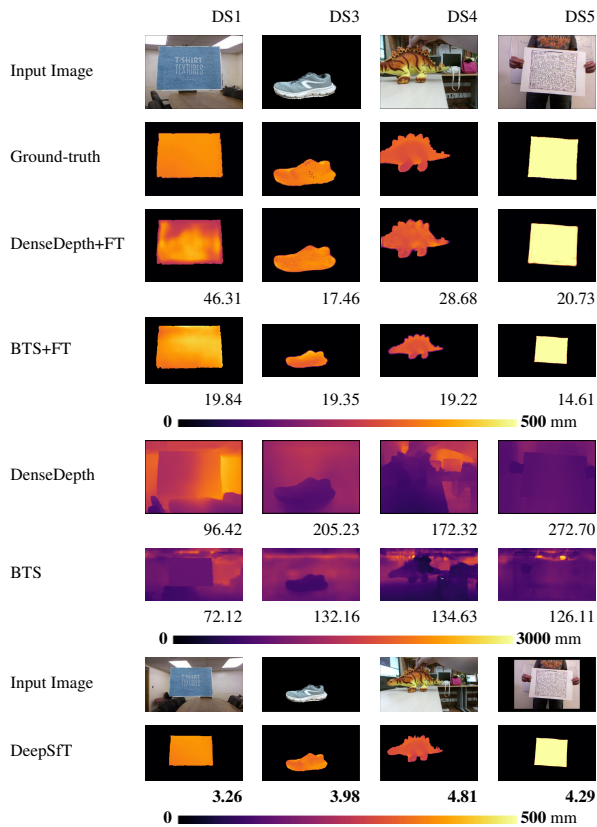 DS1 DS3 DS4 DS5
Input Image
T-SHIRT
TEXTURES
Ground-truth
DenseDepth+FT
46.31 17.46 28.68 20.73
BTS+FT
19.84 19.35 19.22 14.61
0 500 mm
DenseDepth
96.42 205.23 172.32 272.70
BTS
72.12 132.16 134.63 126.11
0 3000 mm
Input Image
T-SHIRT
TEXTURES
DeepSfT
3.26 3.98 4.81 4.29
0 500 mm